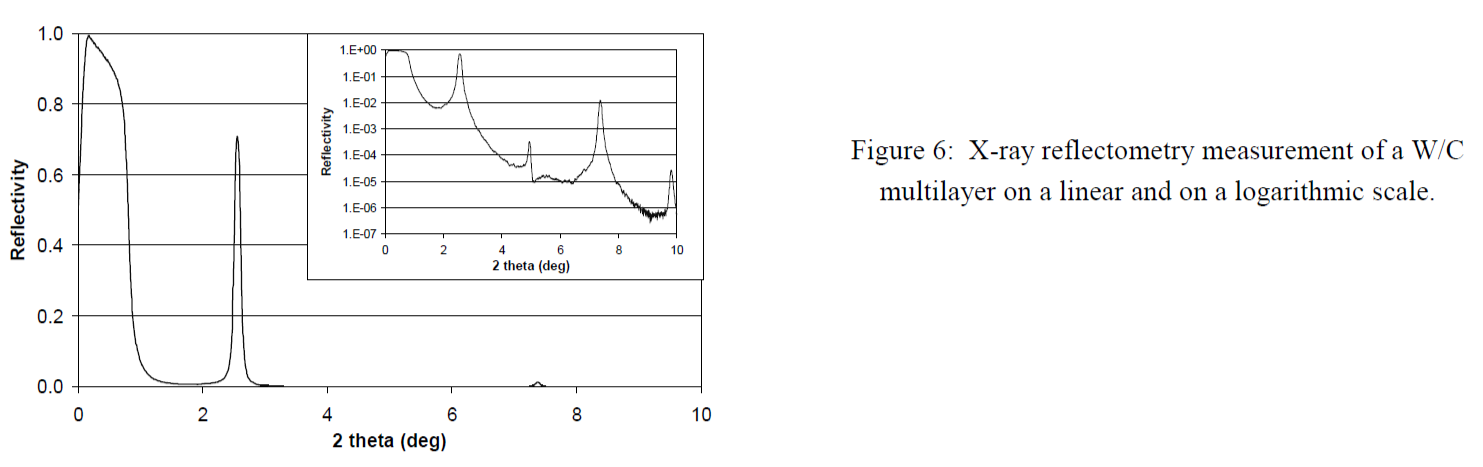 1.0
0.8
0.6
0.4
0.2
0.0
Reflectivity
0 2 4 6 8 10
2 theta (deg)
1.E+00
1.E-01
1.E-02
1.E-03
1.E-04
1.E-05
1.E-06
1.E-07
Reflectivity
0 2 4 6 8 10
2 theta (deg)
Figure 6: X-ray reflectometry measurement of a W/C
multilayer on a linear and on a logarithmic scale.